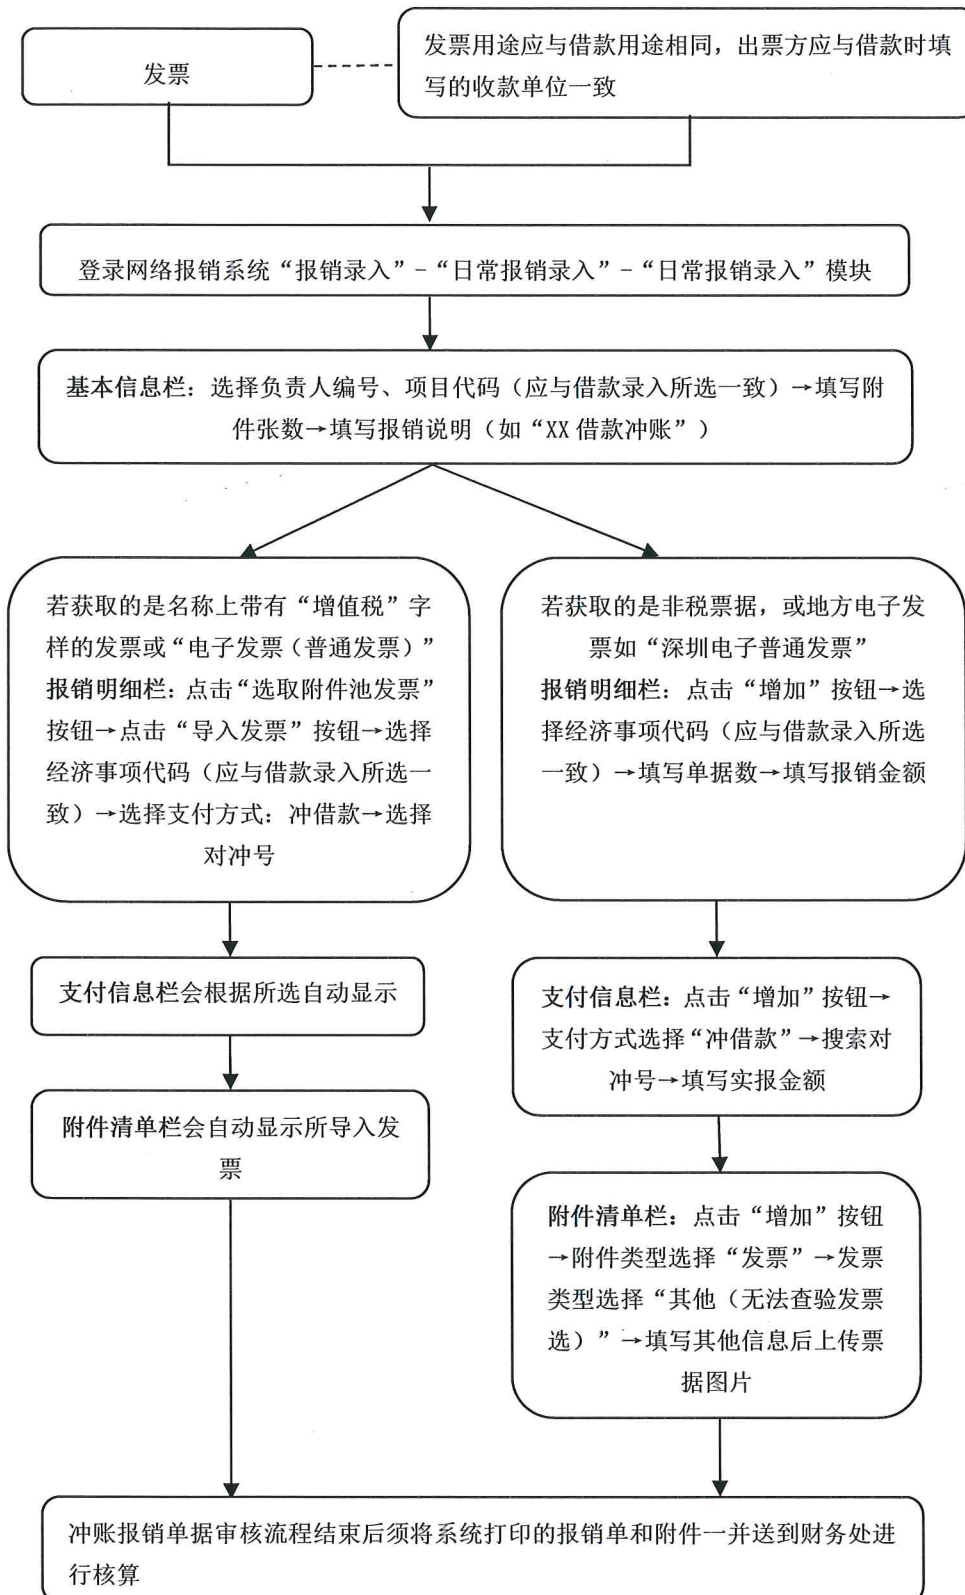 发票
发票用途应与借款用途相同，出票方应与借款时填
写的收款单位一致
登录网络报销系统“报销录入”-“日常报销录入”-“日常报销录入”模块
基本信息栏：选择负责人编号、项目代码（应与借款录入所选一致）→填写附
件张数→填写报销说明（如“XX 借款冲账”）
若获取的是名称上带有“增值税”字
样的发票或“电子发票（普通发票）”
报销明细栏：点击“选取附件池发票”
按钮→点击“导入发票”按钮→选择
经济事项代码（应与借款录入所选一
致）→选择支付方式：冲借款→选择
对冲号
若获取的是非税票据，或地方电子发
票如“深圳电子普通发票”
报销明细栏：点击“增加”按钮→选
择经济事项代码（应与借款录入所选
一致）→填写单据数→填写报销金额
支付信息栏会根据所选自动显示
支付信息栏：点击“增加”按钮→
支付方式选择“冲借款”→搜索对
冲号→填写实报金额
附件清单栏会自动显示所导入发
票
附件清单栏：点击“增加”按钮
→附件类型选择“发票”→发票
类型选择“其他（无法查验发票
选）”→填写其他信息后上传票
据图片
冲账报销单据审核流程结束后须将系统打印的报销单和附件一并送到财务处进
行核算